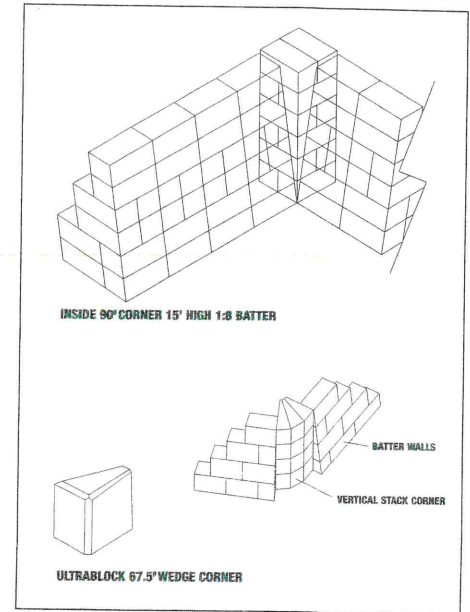 INSIDE 90° CORNER 15' HIGH 1:8 BATTER
BATTER WALLS
VERTICAL STACK CORNER
ULTRABLOCK 67.5° WEDGE CORNER